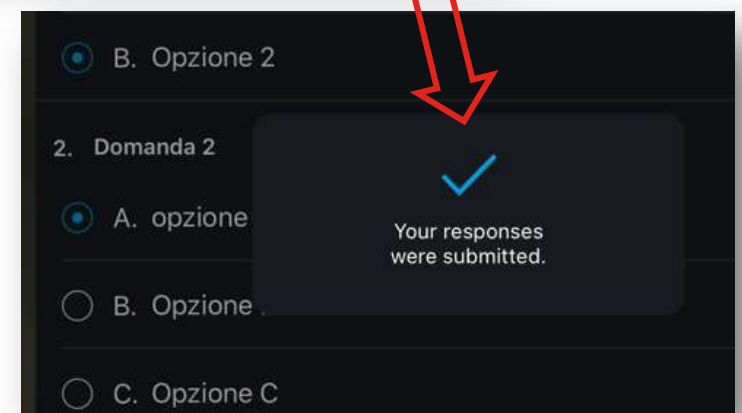 B. Opzione 2
2. Domanda 2
A. opzione
Your responses
were submitted.
B. Opzione
C. Opzione C